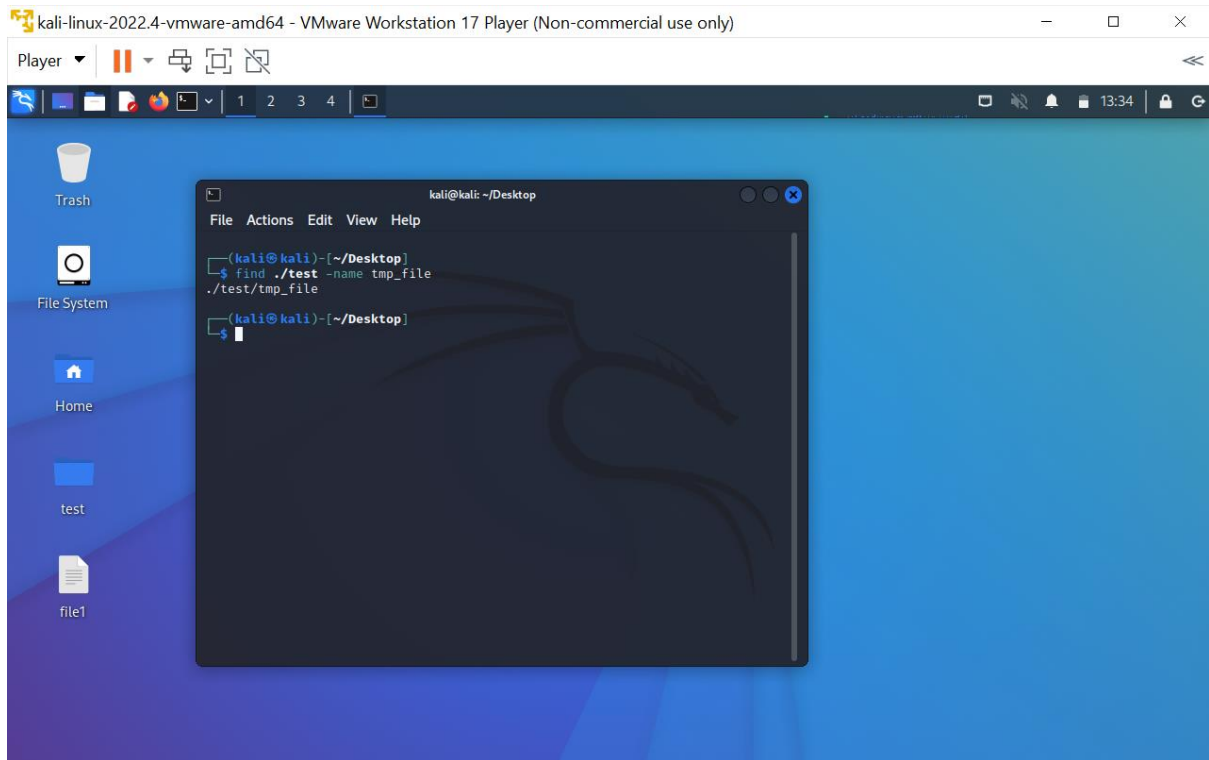 kali-linux-2022.4-vmware-amd64 - VMware Workstation 17 Player (Non-commercial use only)
Player
1 2 3 4
13:34
Trash
File System
Home
test
file1
kali@kali: ~/Desktop
File Actions Edit View Help
┌──(kali㉿kali)-[~/Desktop]
└─$ find ./test -name tmp_file
./test/tmp_file
┌──(kali㉿kali)-[~/Desktop]
└─$